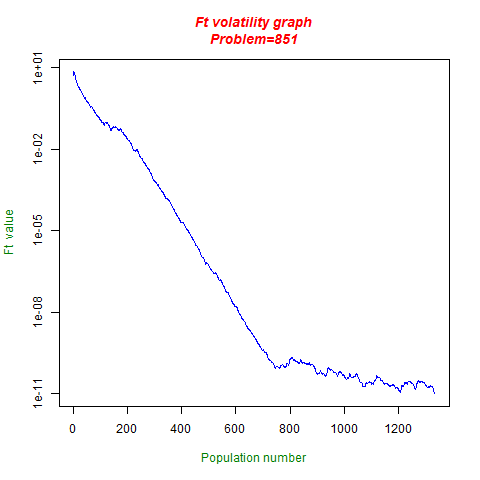 Ft volatility graph
Problem=851
1e+01
1e-02
1e-05
1e-08
1e-11
Ft value
0 200 400 600 800 1000 1200
Population number